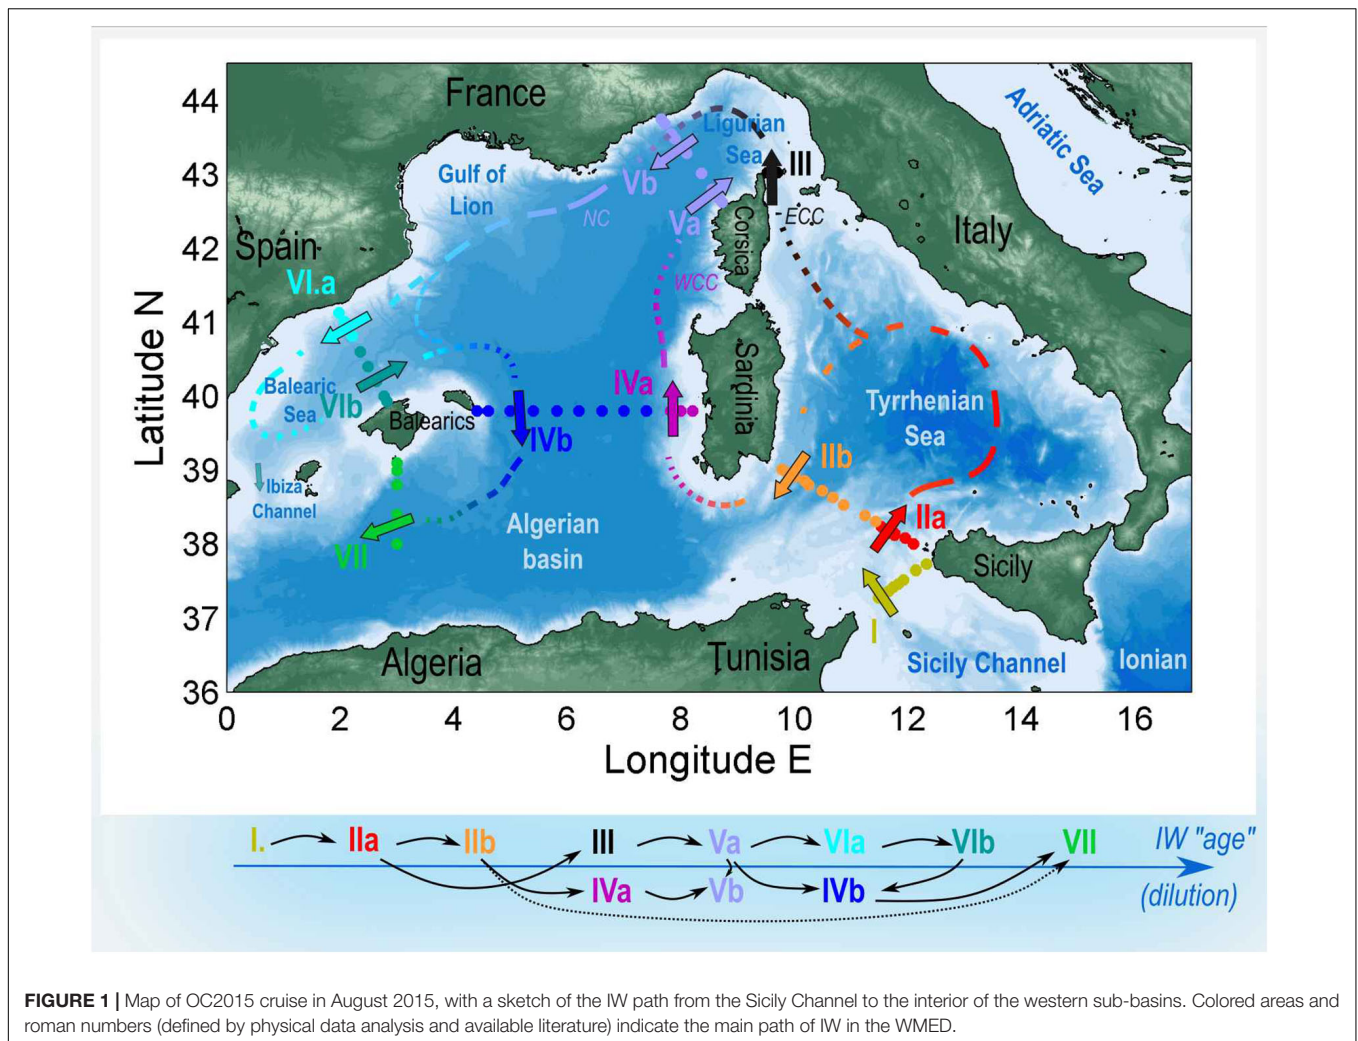 44
43
42
41
40
39
38
37
36
Latitude N
0
2
4
6
8
10
12
14
16
Longitude E
France
Ligurian
Sea
Adriatic Sea
Gulf of
Lion
Vb
III
Va
NC
Corsica
ECC
Italy
Spain
VI.a
WCC
Sardinia
Balearic
Sea
VIb
Balearics
IVa
IVb
Tyrrhenian
Sea
IIb
Ibiza
Channel
VII
Algerian
basin
IIa
Sicily
I
Algeria
Tunisia
Sicily Channel
Ionian
I. IIa IIb III Va VIa VIb VII IW "age"
IVa Vb IVb (dilution)
FIGURE 1 | Map of OC2015 cruise in August 2015, with a sketch of the IW path from the Sicily Channel to the interior of the western sub-basins. Colored areas and
roman numbers (defined by physical data analysis and available literature) indicate the main path of IW in the WMED.